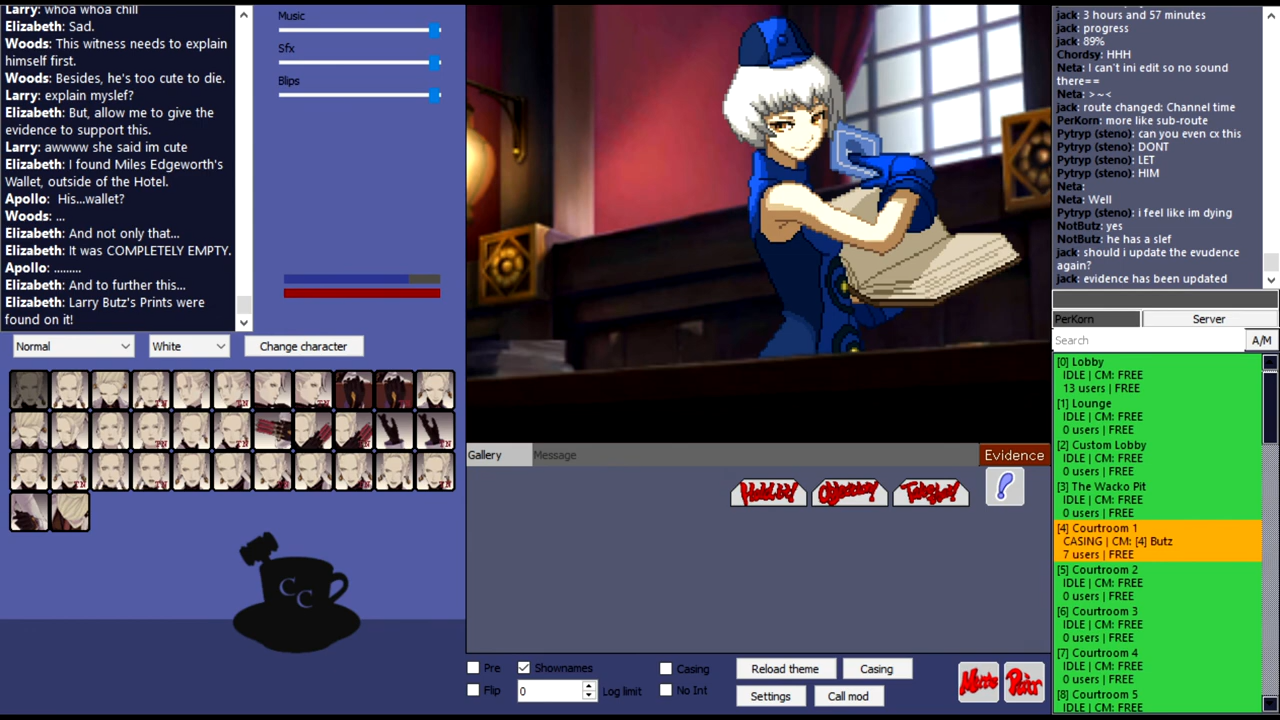 Larry: whoa whoa chill
Elizabeth: Sad.
Woods: This witness needs to explain
himself first.
Woods: Besides, he's too cute to die.
Larry: explain myslef?
Elizabeth: But, allow me to give the
evidence to support this.
Larry: awwww she said im cute
Elizabeth: I found Miles Edgeworth's
Wallet, outside of the Hotel.
Apollo: His...wallet?
Woods: ...
Elizabeth: And not only that...
Elizabeth: It was COMPLETELY EMPTY.
Apollo: .........
Elizabeth: And to further this...
Elizabeth: Larry Butz's Prints were
found on it!
Music
Sfx
Blips
Normal
White
Change character
CC
Gallery
Message
Evidence
Hold it!
Objection!
Take that!
Pre
Shownames
Casing
Reload theme
Casing
Flip
0
Log limit
No Int
Settings
Call mod
Mute
Pair
jack: 3 hours and 57 minutes
jack: progress
jack: 89%
Chordsy: HHH
Neta: I can't ini edit so no sound
there==
Neta: >~<
jack: route changed: Channel time
PerKorn: more like sub-route
Pytryp (steno): can you even cx this
Pytryp (steno): DONT
Pytryp (steno): LET
Pytryp (steno): HIM
Neta:
Neta: Well
Pytryp (steno): i feel like im dying
NotButz: yes
NotButz: he has a slef
jack: should i update the evudence
again?
jack: evidence has been updated
PerKorn
Server
Search
A/M
[0] Lobby
IDLE | CM: FREE
13 users | FREE
[1] Lounge
IDLE | CM: FREE
0 users | FREE
[2] Custom Lobby
IDLE | CM: FREE
0 users | FREE
[3] The Wacko Pit
IDLE | CM: FREE
0 users | FREE
[4] Courtroom 1
CASING | CM: [4] Butz
7 users | FREE
[5] Courtroom 2
IDLE | CM: FREE
0 users | FREE
[6] Courtroom 3
IDLE | CM: FREE
0 users | FREE
[7] Courtroom 4
IDLE | CM: FREE
0 users | FREE
[8] Courtroom 5
IDLE | CM: FREE